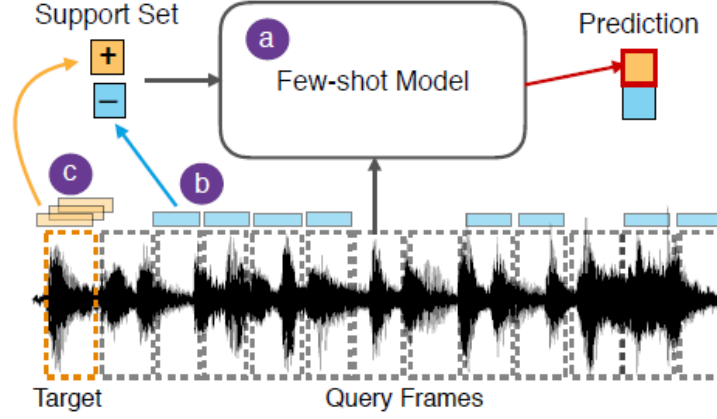 Support Set
Prediction
a
+
Few-shot Model
−
c
b
Target
Query Frames